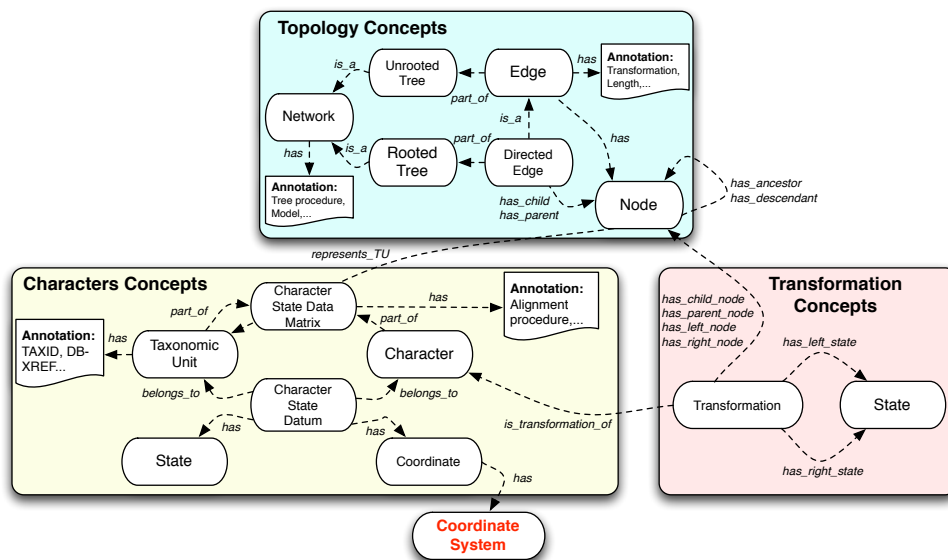 Topology Concepts
is_a
Unrooted
Tree
Edge
has
Annotation:
Transformation,
Length,...
part_of
Network
is_a
has
has
is_a
Rooted
Tree
part_of
Directed
Edge
Annotation:
Tree procedure,
Model,...
has_child
has_parent
Node
has_ancestor
has_descendant
represents_TU
Characters Concepts
Character
State Data
Matrix
has
Annotation:
Alignment
procedure,...
part_of
part_of
Annotation:
TAXID, DB-
XREF...
has
Taxonomic
Unit
Character
belongs_to
Character
State
Datum
belongs_to
has
has
State
Coordinate
has
Coordinate
System
is_transformation_of
Transformation
Concepts
has_child_node
has_parent_node
has_left_node
has_right_node
has_left_state
Transformation
State
has_right_state